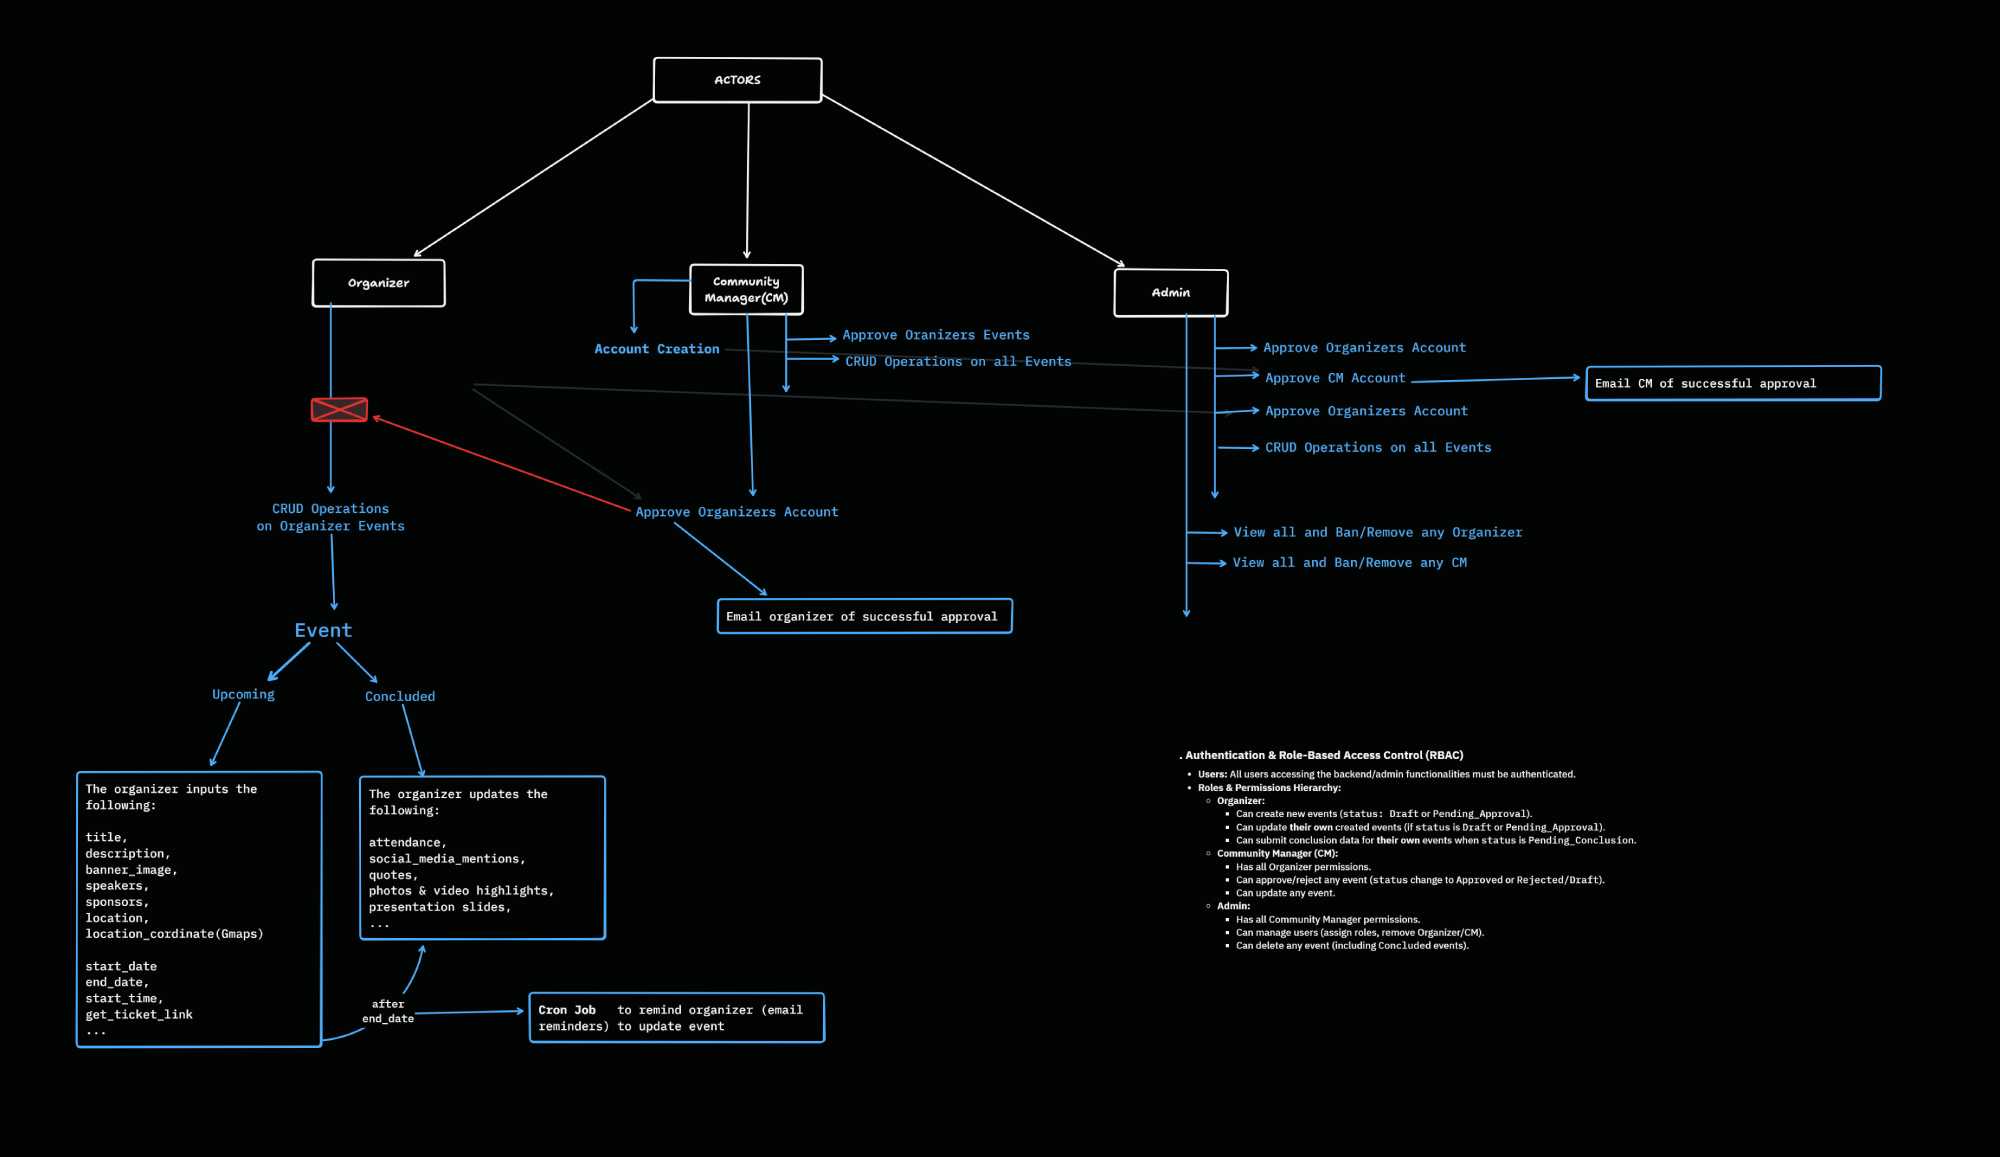 ACTORS
Organizer
Community
Manager(CM)
Admin
Account Creation
Approve Oranizers Events
CRUD Operations on all Events
Approve Organizers Account
Approve CM Account
Email CM of successful approval
Approve Organizers Account
CRUD Operations on all Events
CRUD Operations
on Organizer Events
Approve Organizers Account
View all and Ban/Remove any Organizer
View all and Ban/Remove any CM
Email organizer of successful approval
Event
Upcoming
Concluded
The organizer inputs the
following:
title,
description,
banner_image,
speakers,
sponsors,
location,
location_cordinate(Gmaps)
start_date
end_date,
start_time,
get_ticket_link
...
The organizer updates the
following:
attendance,
social_media_mentions,
quotes,
photos & video highlights,
presentation slides,
...
after
end_date
Cron Job   to remind organizer (email
reminders) to update event
. Authentication & Role-Based Access Control (RBAC)
• Users: All users accessing the backend/admin functionalities must be authenticated.
• Roles & Permissions Hierarchy:
◦ Organizer:
▪ Can create new events (status: Draft or Pending_Approval).
▪ Can update their own created events (if status is Draft or Pending_Approval).
▪ Can submit conclusion data for their own events when status is Pending_Conclusion.
◦ Community Manager (CM):
▪ Has all Organizer permissions.
▪ Can approve/reject any event (status change to Approved or Rejected/Draft).
▪ Can update any event.
◦ Admin:
▪ Has all Community Manager permissions.
▪ Can manage users (assign roles, remove Organizer/CM).
▪ Can delete any event (including Concluded events).